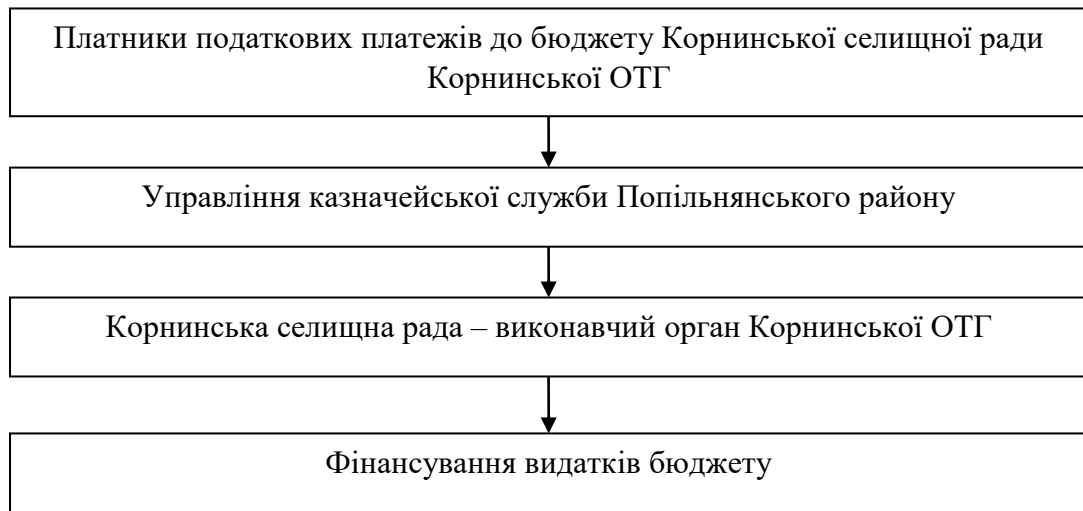 Платники податкових платежів до бюджету Корнинської селищної ради
Корнинської ОТГ
Управління казначейської служби Попільнянського району
Корнинська селищна рада – виконавчий орган Корнинської ОТГ
Фінансування видатків бюджету